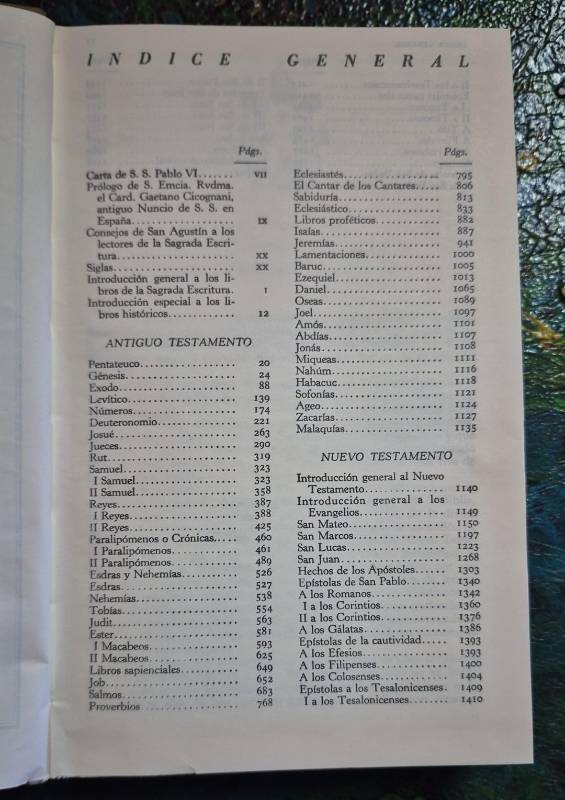 INDICE GENERAL
Págs.
Carta de S. S. Pablo VI....... VII
Prólogo de S. Emcia. Rvdma.
el Card. Gaetano Cicognani,
antiguo Nuncio de S. S. en
España................... IX
Consejos de San Agustín a los
lectores de la Sagrada Escri-
tura..................... XX
Siglas....................... XX
Introducción general a los li-
bros de la Sagrada Escritura. 1
Introducción especial a los li-
bros históricos............. 12
ANTIGUO TESTAMENTO
Pentateuco.................. 20
Génesis..................... 24
Exodo...................... 88
Levítico.................... 139
Números................... 174
Deuteronomio.............. 221
Josué....................... 263
Jueces...................... 290
Rut........................ 319
Samuel..................... 323
I Samuel.................. 323
II Samuel................. 358
Reyes....................... 387
I Reyes................... 388
II Reyes.................. 425
Paralipómenos o Crónicas..... 460
I Paralipómenos........... 461
II Paralipómenos.......... 489
Esdras y Nehemías........... 526
Esdras...................... 527
Nehemías................... 538
Tobías...................... 554
Judit....................... 563
Ester....................... 581
I Macabeos............... 593
II Macabeos.............. 625
Libros sapienciales........... 649
Job......................... 652
Salmos...................... 683
Proverbios .................. 768
Págs.
Eclesiastés................... 795
El Cantar de los Cantares..... 806
Sabiduría.................... 813
Eclesiástico.................. 833
Libros proféticos............. 882
Isaías....................... 887
Jeremías..................... 941
Lamentaciones............... 1000
Baruc....................... 1005
Ezequiel..................... 1013
Daniel...................... 1065
Oseas....................... 1089
Joel......................... 1097
Amós....................... 1101
Abdías...................... 1107
Jonás....................... 1108
Miqueas..................... 1111
Nahúm..................... 1116
Habacuc.................... 1118
Sofonías..................... 1121
Ageo....................... 1124
Zacarías..................... 1127
Malaquías................... 1135
NUEVO TESTAMENTO
Introducción general al Nuevo
Testamento............... 1140
Introducción general a los
Evangelios................ 1149
San Mateo.................. 1150
San Marcos................. 1197
San Lucas................... 1223
San Juan.................... 1268
Hechos de los Apóstoles...... 1303
Epístolas de San Pablo....... 1340
A los Romanos.............. 1342
I a los Corintios........... 1360
II a los Corintios.......... 1376
A los Gálatas............... 1386
Epístolas de la cautividad..... 1393
A los Efesios................ 1393
A los Filipenses............. 1400
A los Colosenses............. 1404
Epístolas a los Tesalonicenses. 1409
I a los Tesalonicenses....... 1410